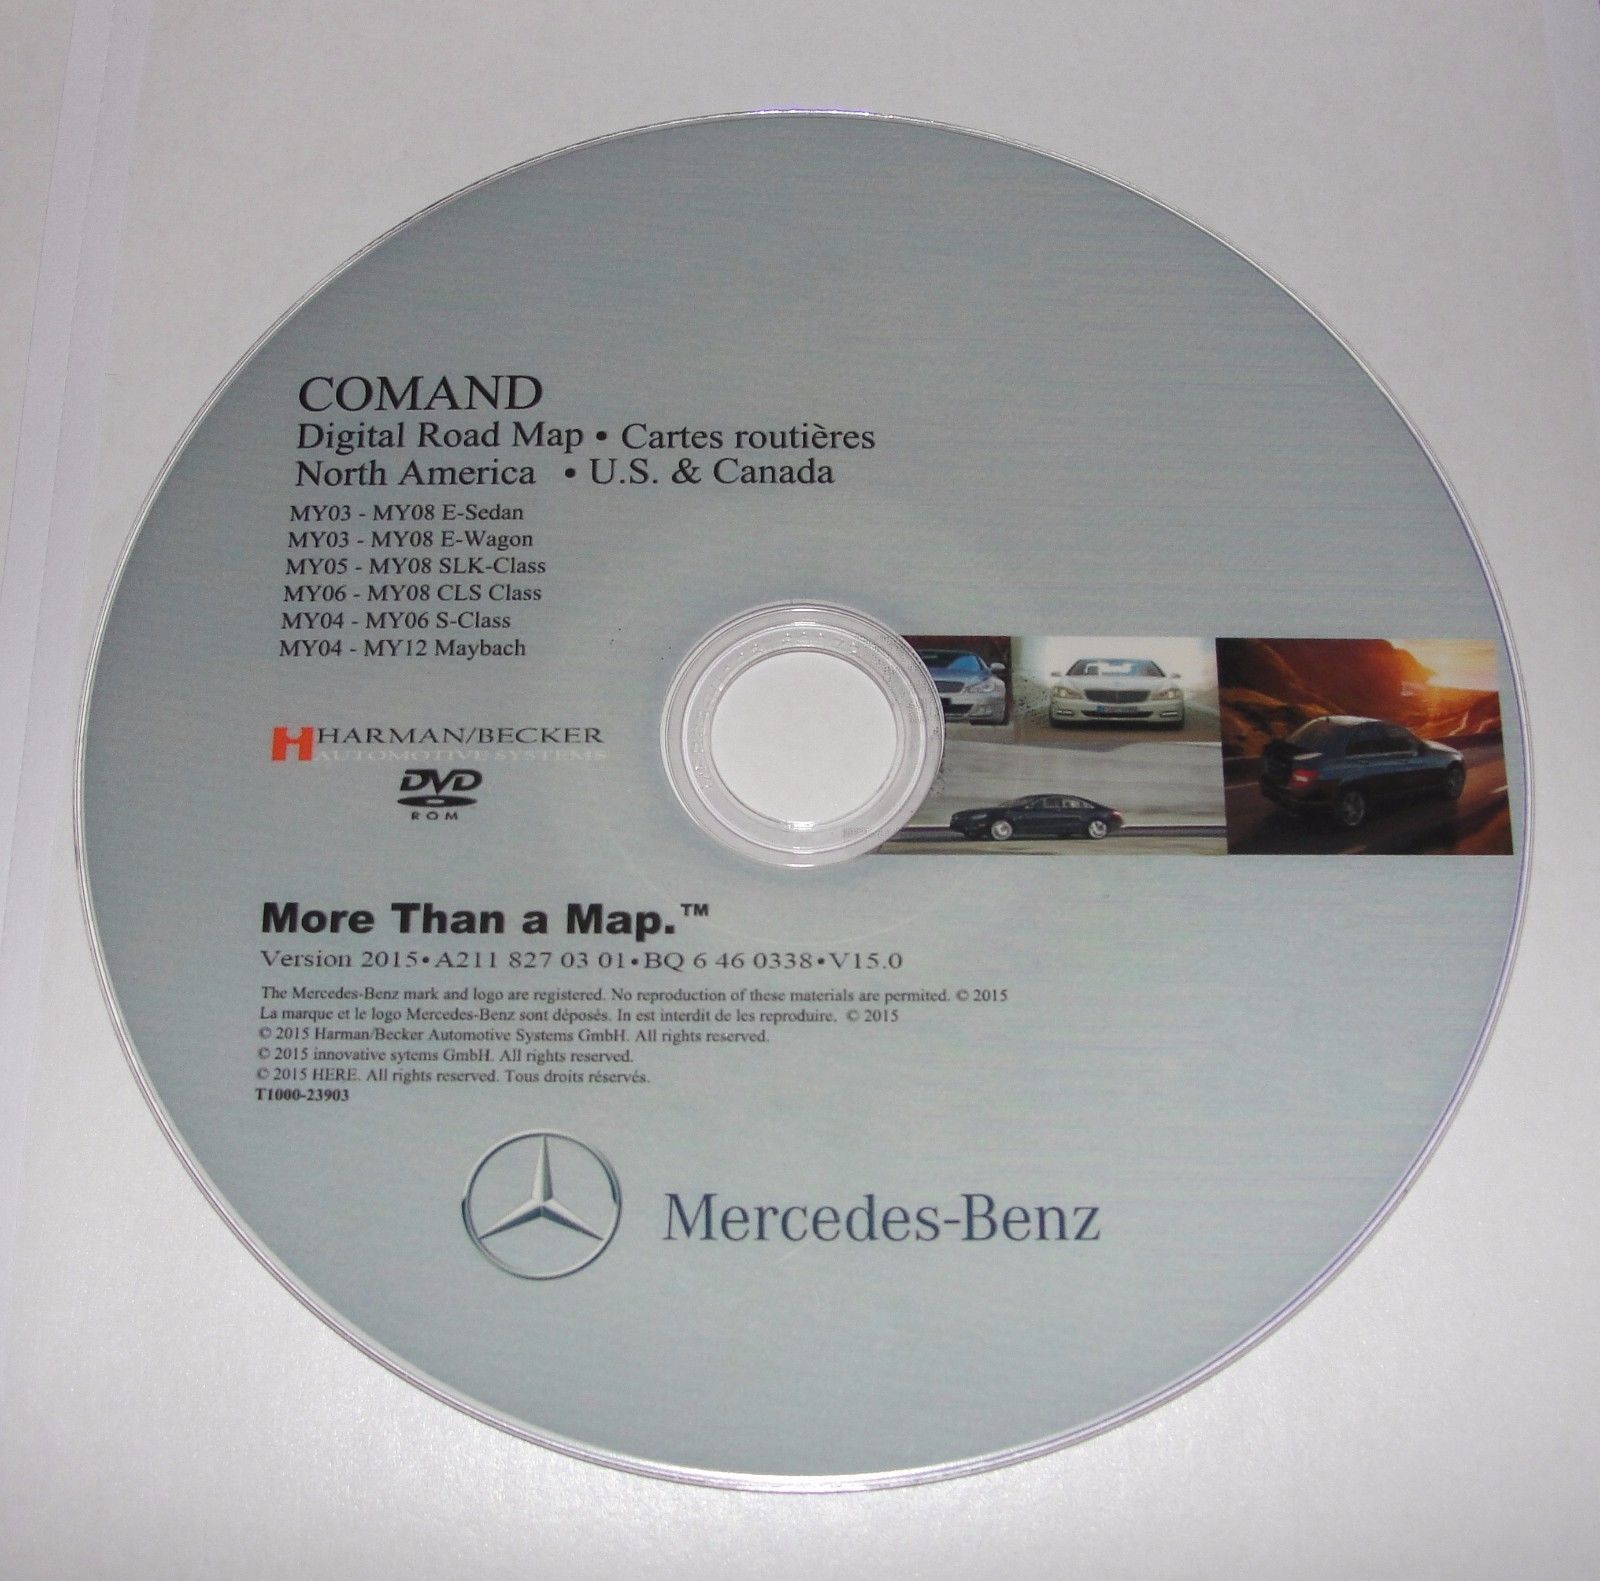 COMAND
Digital Road Map • Cartes routières
North America • U.S. & Canada
MY03 - MY08 E-Sedan
MY03 - MY08 E-Wagon
MY05 - MY08 SLK-Class
MY06 - MY08 CLS Class
MY04 - MY06 S-Class
MY04 - MY12 Maybach
HARMAN/BECKER
AUTOMOTIVE SYSTEMS
DVD
ROM
More Than a Map.™
Version 2015•A211 827 03 01•BQ 6 46 0338•V15.0
The Mercedes-Benz mark and logo are registered. No reproduction of these materials are permited. © 2015
La marque et le logo Mercedes-Benz sont déposés. In est interdit de les reproduire. © 2015
© 2015 Harman/Becker Automotive Systems GmbH. All rights reserved.
© 2015 innovative sytems GmbH. All rights reserved.
© 2015 HERE. All rights reserved. Tous droits réservés.
T1000-23903
Mercedes-Benz